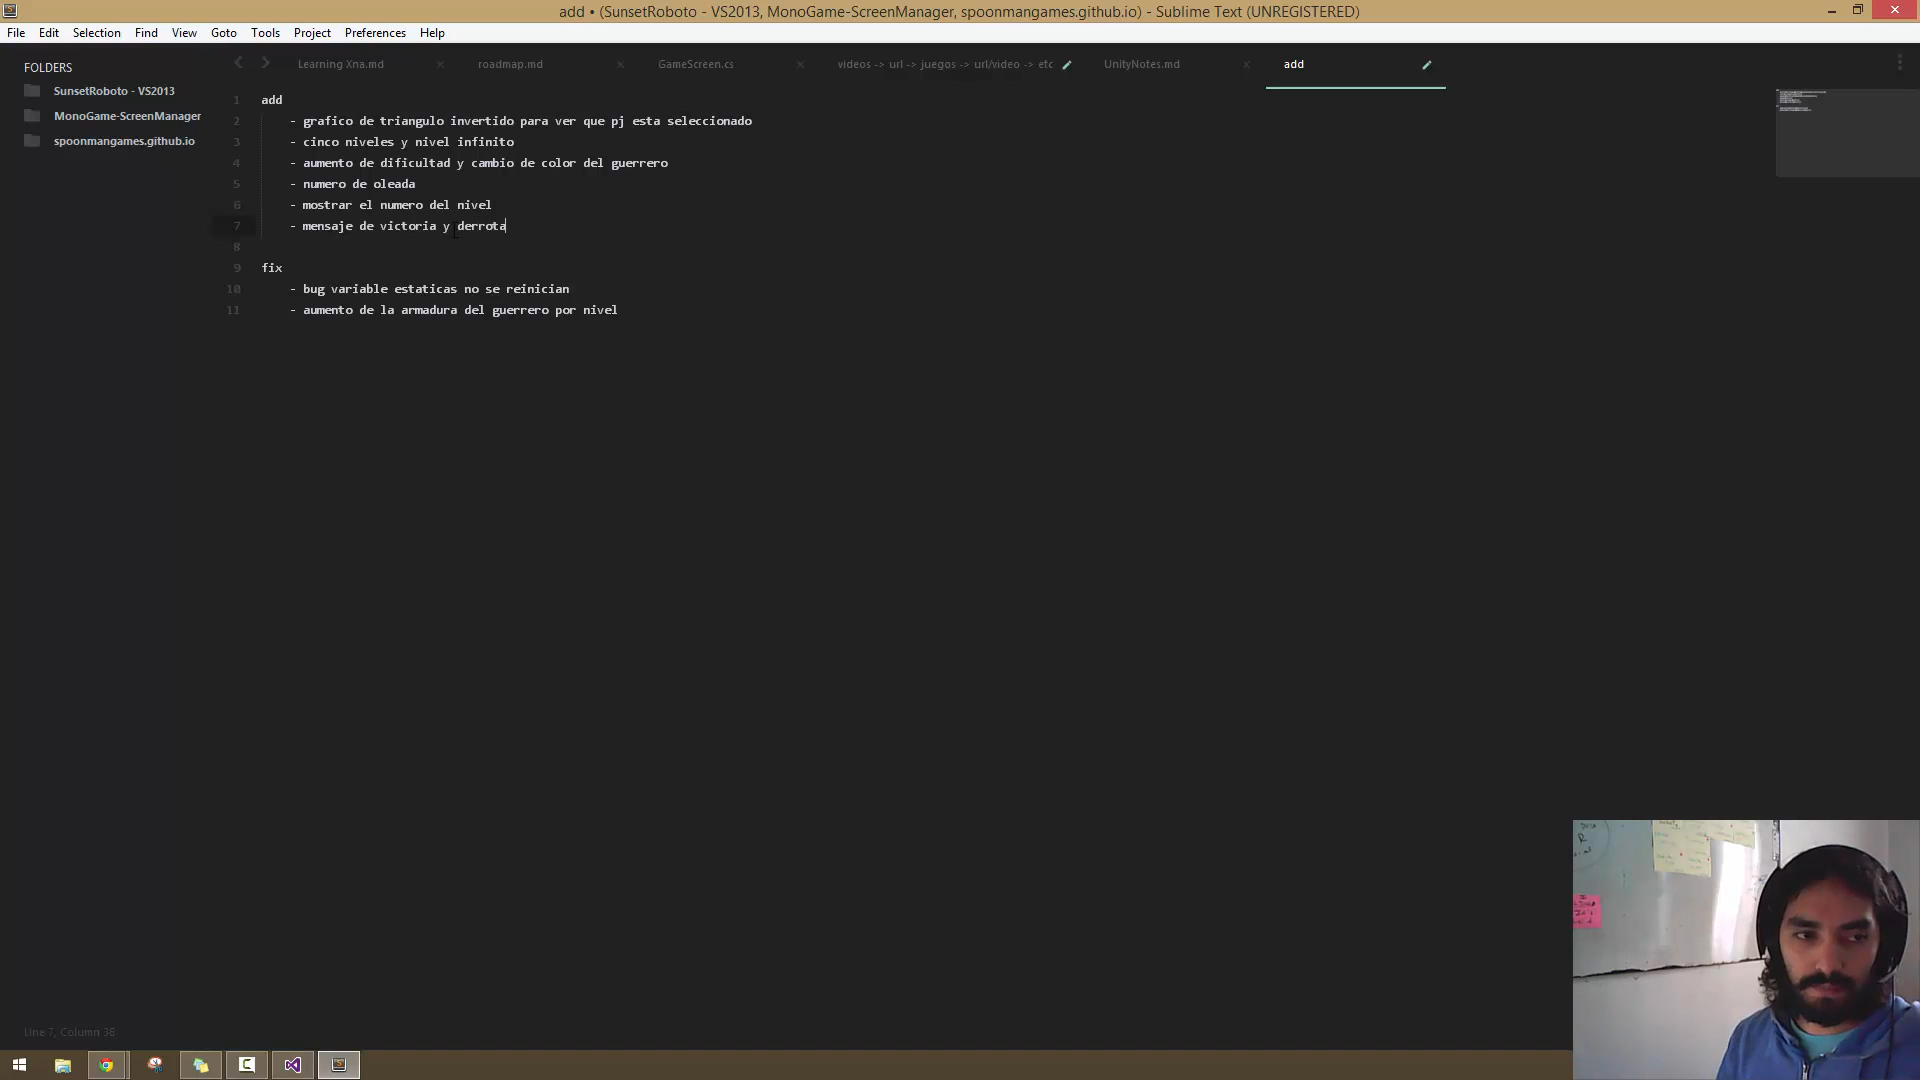 add • (SunsetRoboto - VS2013, MonoGame-ScreenManager, spoonmangames.github.io) - Sublime Text (UNREGISTERED)
File Edit Selection Find View Goto Tools Project Preferences Help
FOLDERS
SunsetRoboto - VS2013
MonoGame-ScreenManager
spoonmangames.github.io
Learning Xna.md roadmap.md GameScreen.cs videos -> url -> juegos -> url/video -> etc UnityNotes.md add
1 add
2 - grafico de triangulo invertido para ver que pj esta seleccionado
3 - cinco niveles y nivel infinito
4 - aumento de dificultad y cambio de color del guerrero
5 - numero de oleada
6 - mostrar el numero del nivel
7 - mensaje de victoria y derrota
8
9 fix
10 - bug variable estaticas no se reinician
11 - aumento de la armadura del guerrero por nivel
Line 7, Column 38